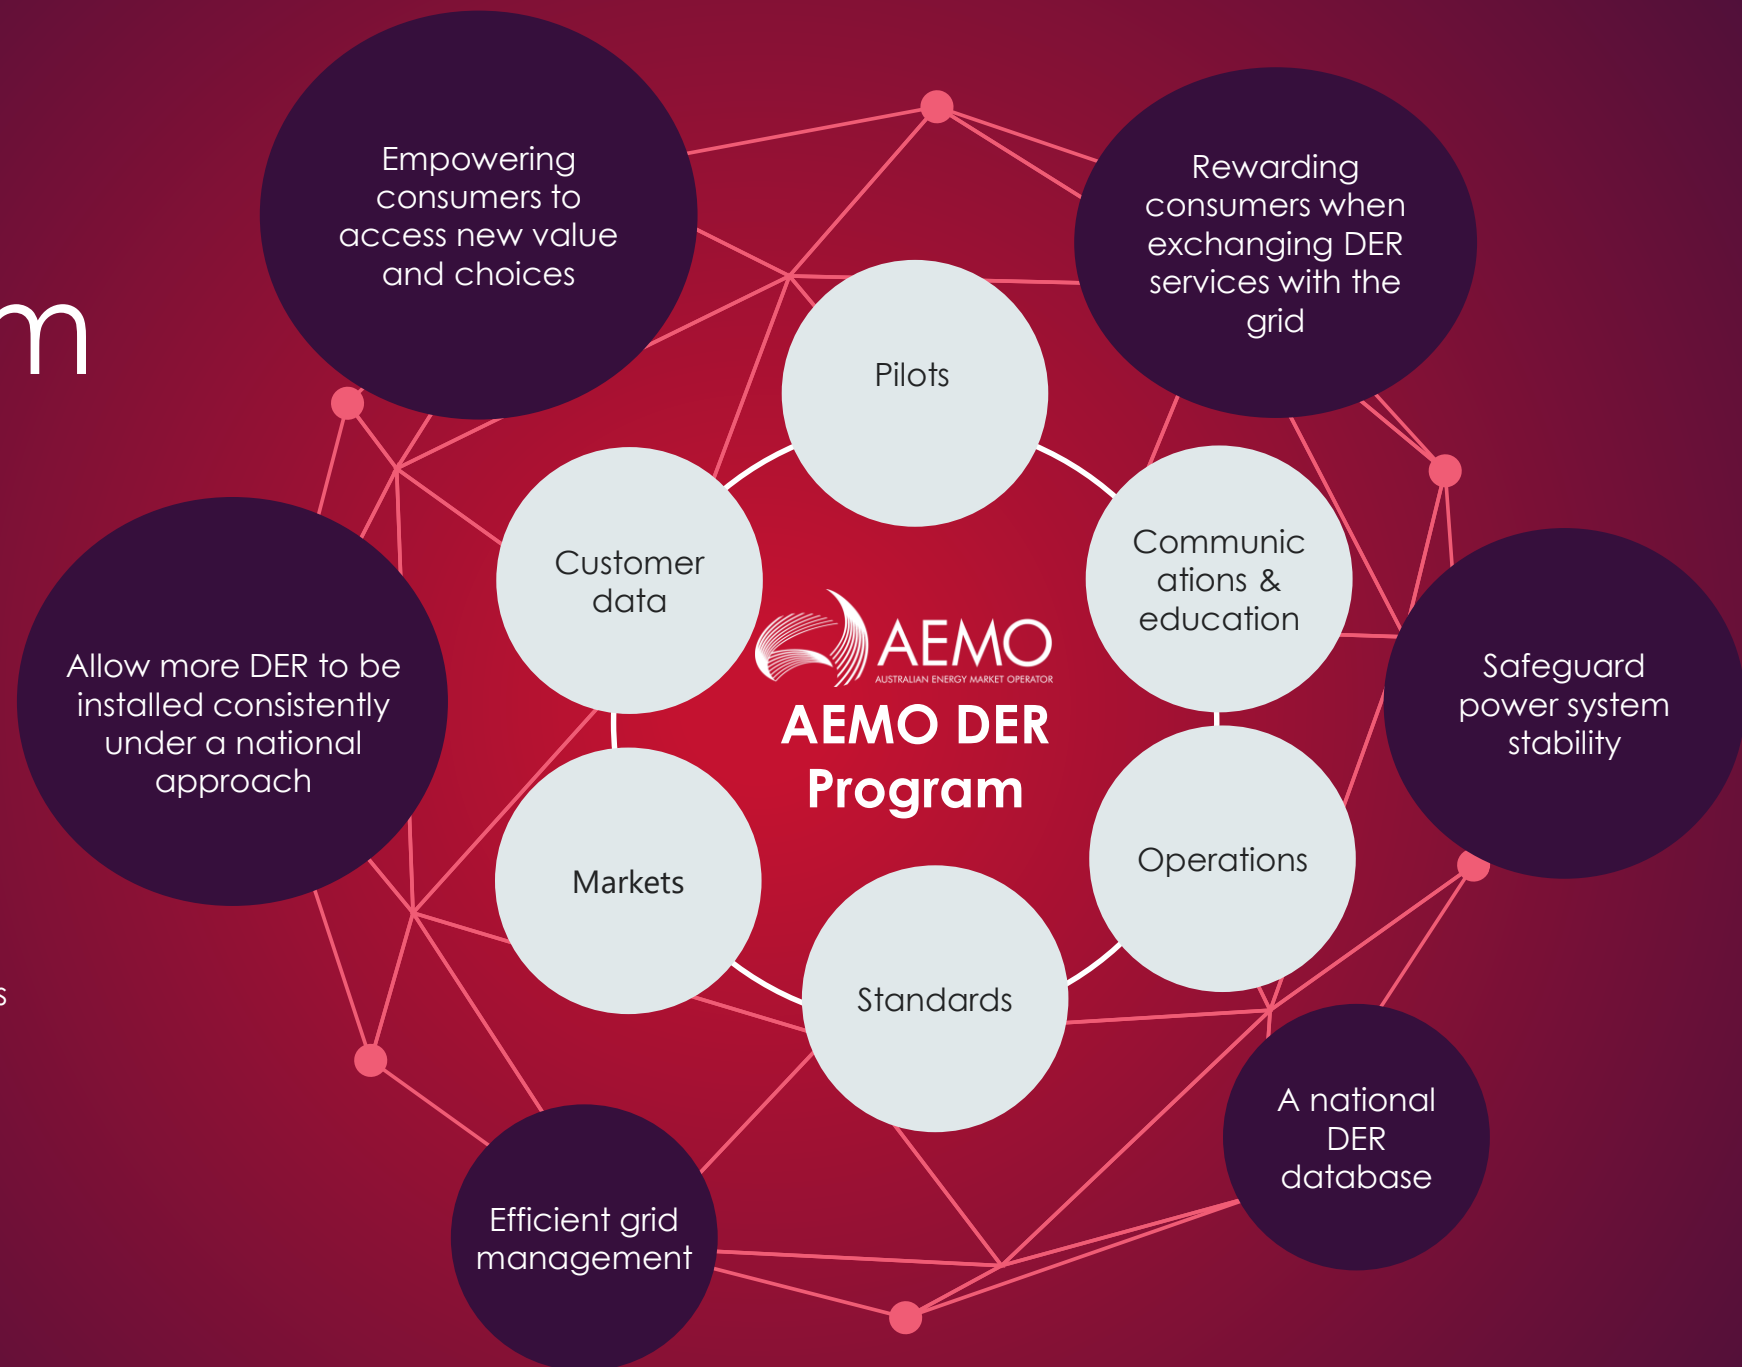 m
s
Empowering
consumers to
access new value
and choices
Rewarding
consumers when
exchanging DER
services with the
grid
Pilots
Customer
data
Communic
ations &
education
AEMO
AUSTRALIAN ENERGY MARKET OPERATOR
AEMO DER
Program
Allow more DER to be
installed consistently
under a national
approach
Safeguard
power system
stability
Markets
Operations
Standards
A national
DER
database
Efficient grid
management